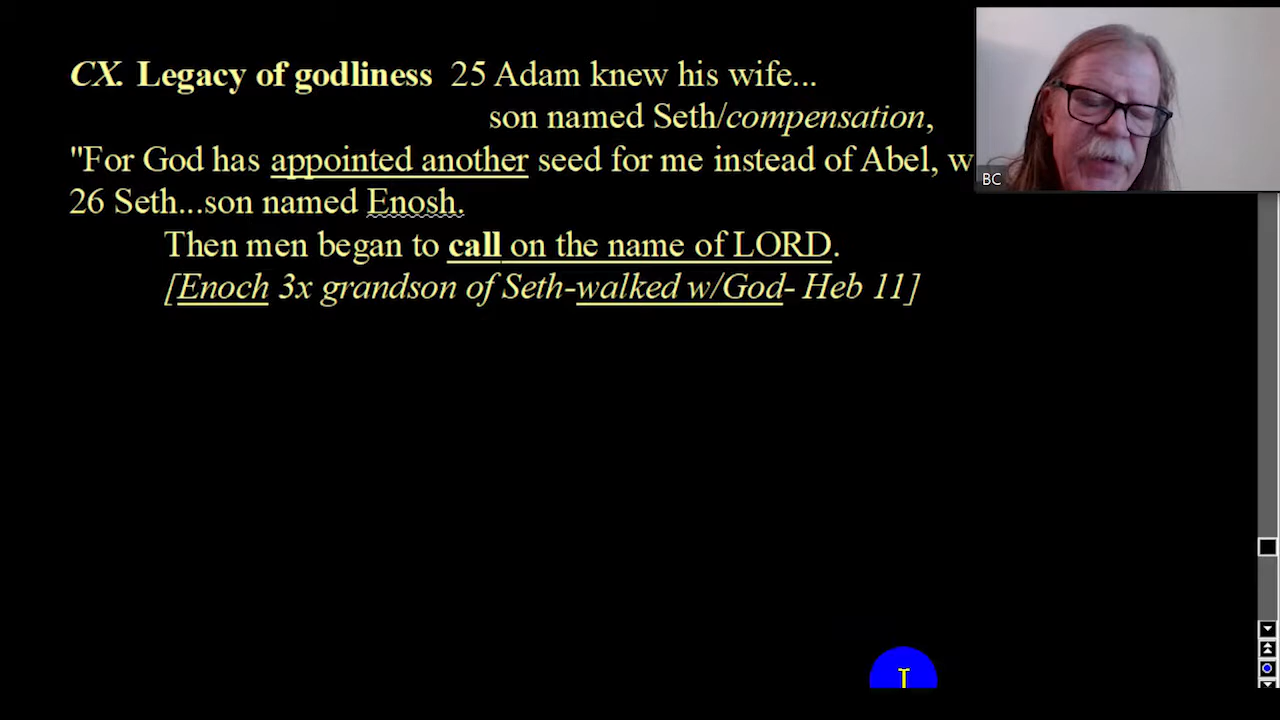 CX. Legacy of godliness 25 Adam knew his wife...
son named Seth/compensation,
"For God has appointed another seed for me instead of Abel,
26 Seth...son named Enosh.
Then men began to call on the name of LORD.
[Enoch 3x grandson of Seth-walked w/God- Heb 11]
BC